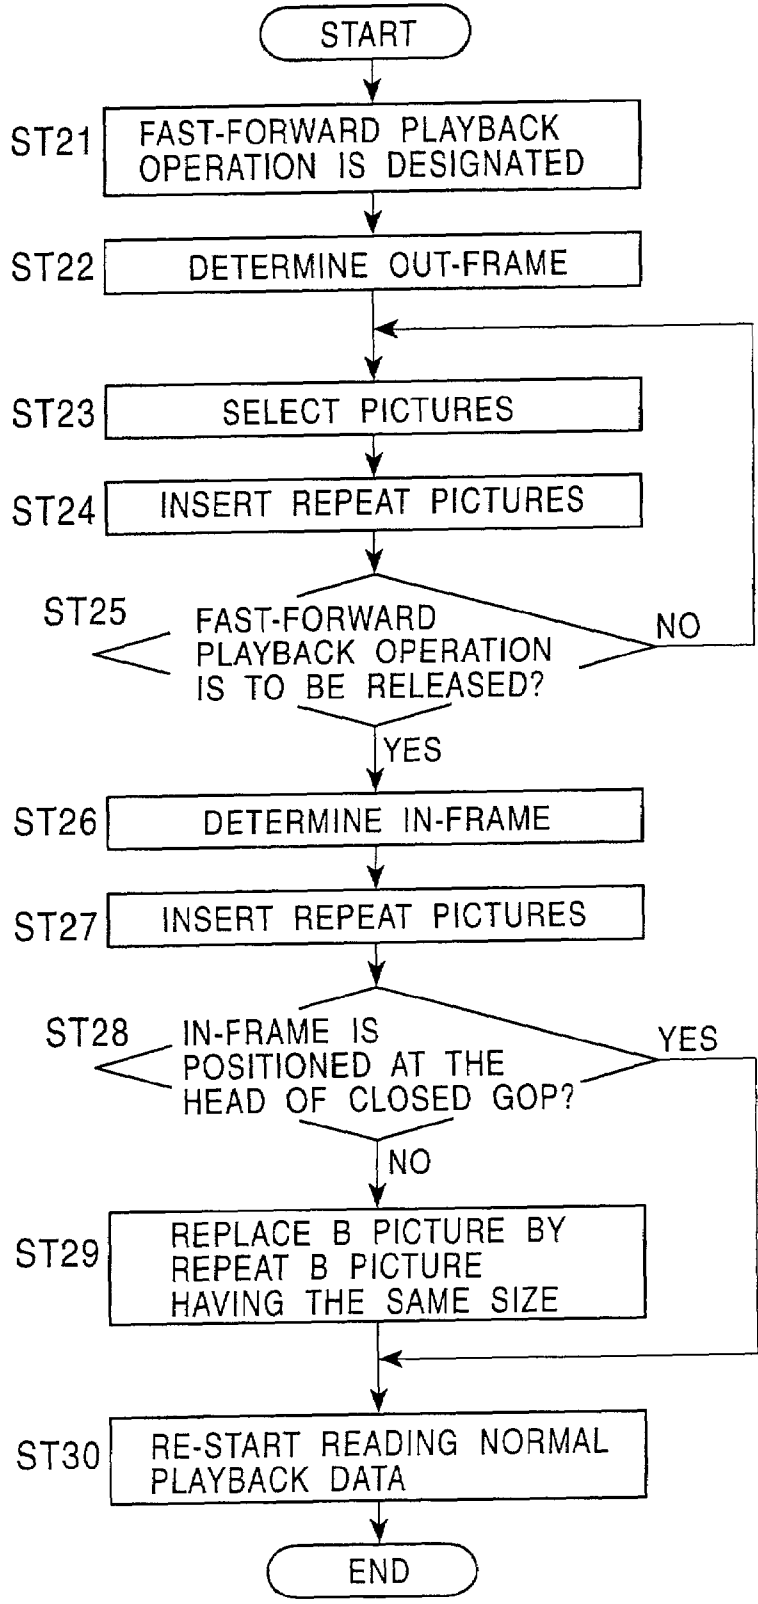 START
ST21
FAST-FORWARD PLAYBACK
OPERATION IS DESIGNATED
ST22
DETERMINE OUT-FRAME
ST23
SELECT PICTURES
ST24
INSERT REPEAT PICTURES
ST25
FAST-FORWARD
PLAYBACK OPERATION
IS TO BE RELEASED?
NO
YES
ST26
DETERMINE IN-FRAME
ST27
INSERT REPEAT PICTURES
ST28
IN-FRAME IS
POSITIONED AT THE
HEAD OF CLOSED GOP?
YES
NO
ST29
REPLACE B PICTURE BY
REPEAT B PICTURE
HAVING THE SAME SIZE
ST30
RE-START READING NORMAL
PLAYBACK DATA
END